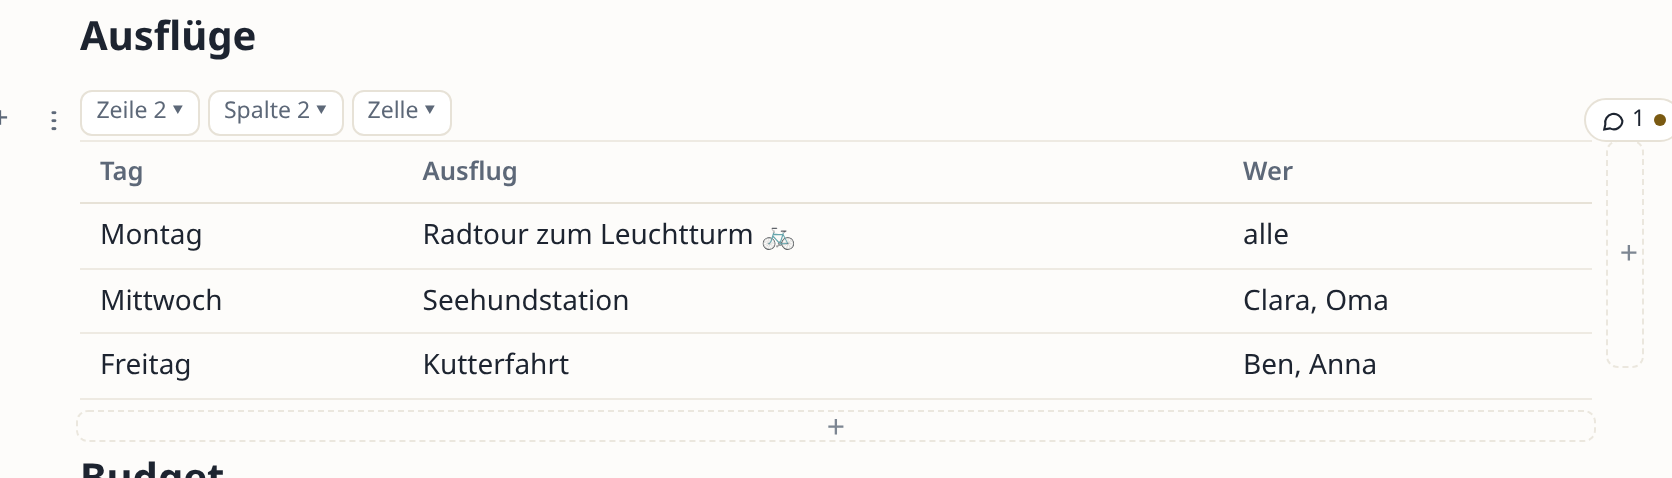 Ausflüge
Zeile 2 ▾ Spalte 2 ▾ Zelle ▾
1
Tag Ausflug Wer
Montag Radtour zum Leuchtturm 🚲 alle
Mittwoch Seehundstation Clara, Oma
Freitag Kutterfahrt Ben, Anna
Budget